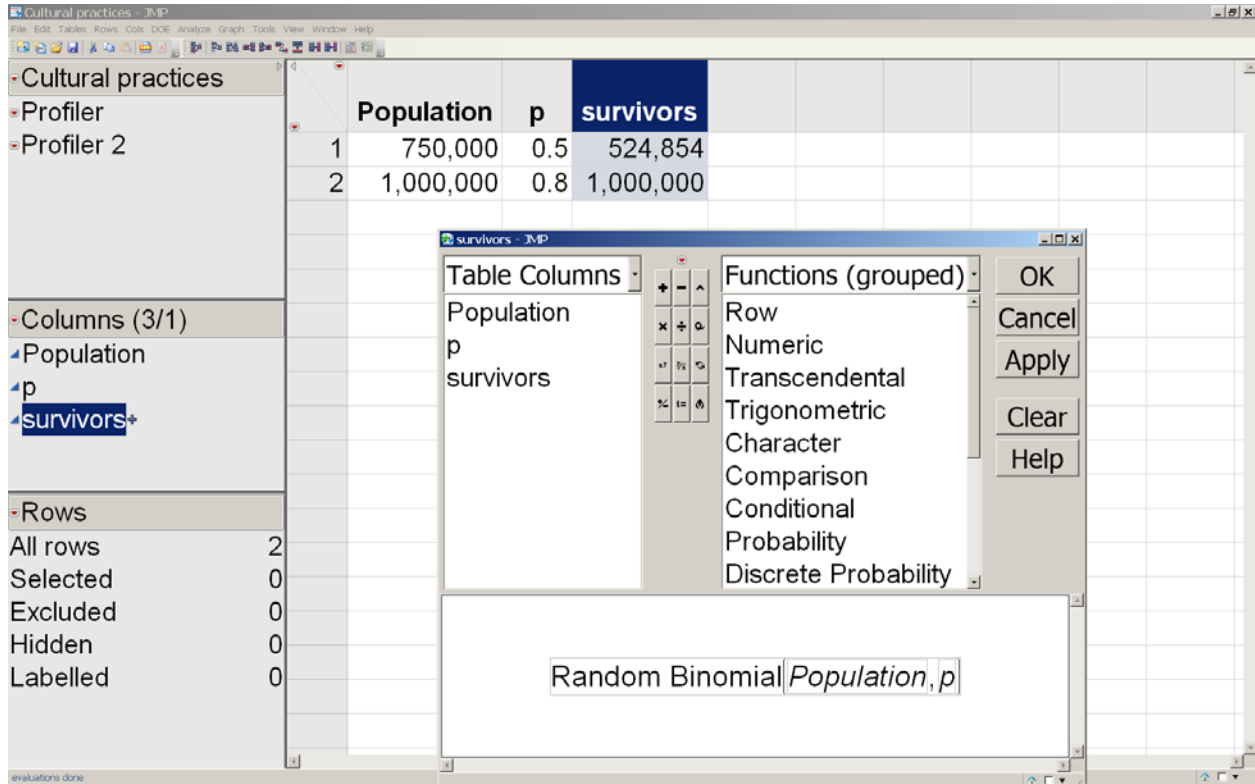 Cultural practices - JMP
File Edit Tables Rows Cols DOE Analyze Graph Tools View Window Help
Cultural practices
Profiler
Profiler 2
Columns (3/1)
Population
p
survivors
Rows
All rows 2
Selected 0
Excluded 0
Hidden 0
Labelled 0
Population p survivors
1 750,000 0.5 524,854
2 1,000,000 0.8 1,000,000
survivors - JMP
Table Columns
Population
p
survivors
Functions (grouped)
Row
Numeric
Transcendental
Trigonometric
Character
Comparison
Conditional
Probability
Discrete Probability
OK
Cancel
Apply
Clear
Help
Random Binomial(Population, p)
evaluations done